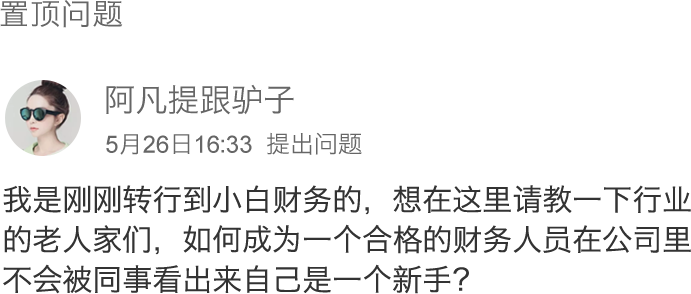 置顶问题
阿凡提跟驴子
5月26日16:33 提出问题
我是刚刚转行到小白财务的，想在这里请教一下行业
的老人家们，如何成为一个合格的财务人员在公司里
不会被同事看出来自己是一个新手？